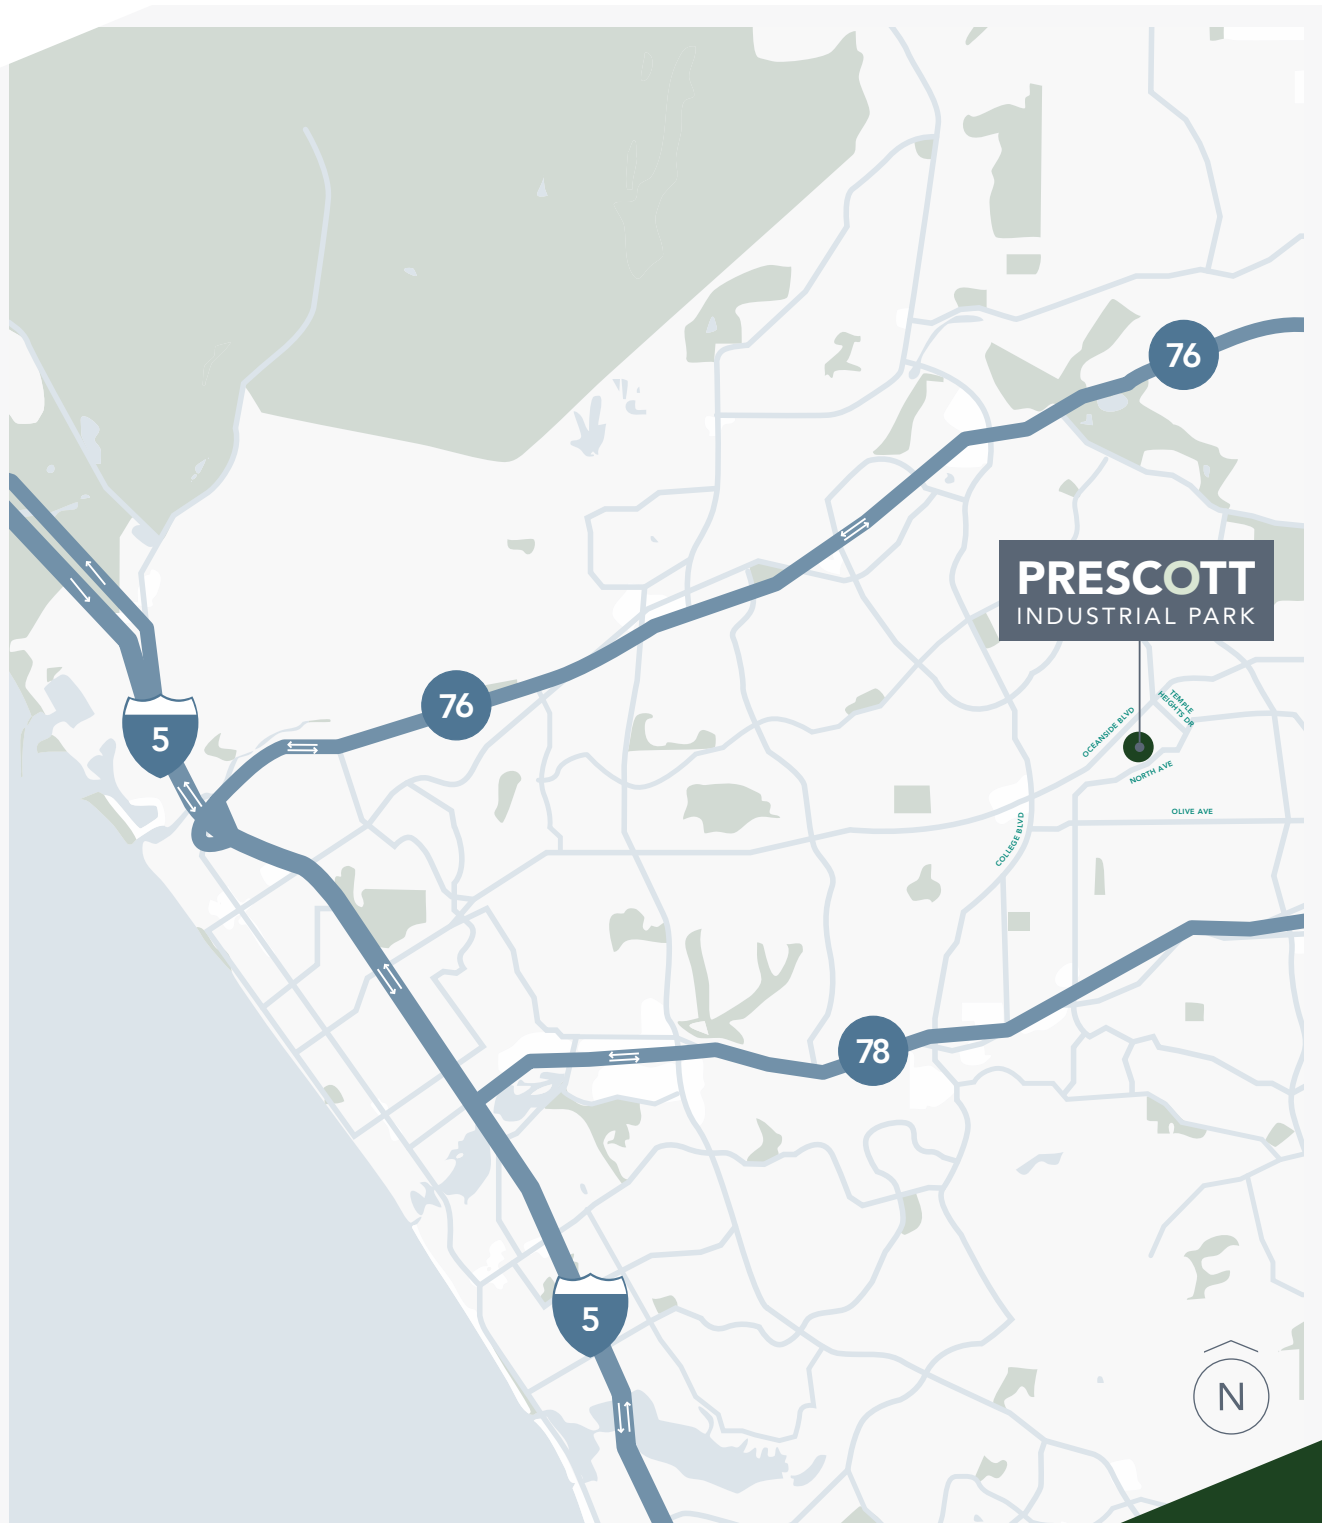 76
PRESCOTT
INDUSTRIAL PARK
76
5
TEMPLE
HEIGHTS DR
OCEANSIDE BLVD
NORTH AVE
OLIVE AVE
COLLEGE BLVD
78
5
N